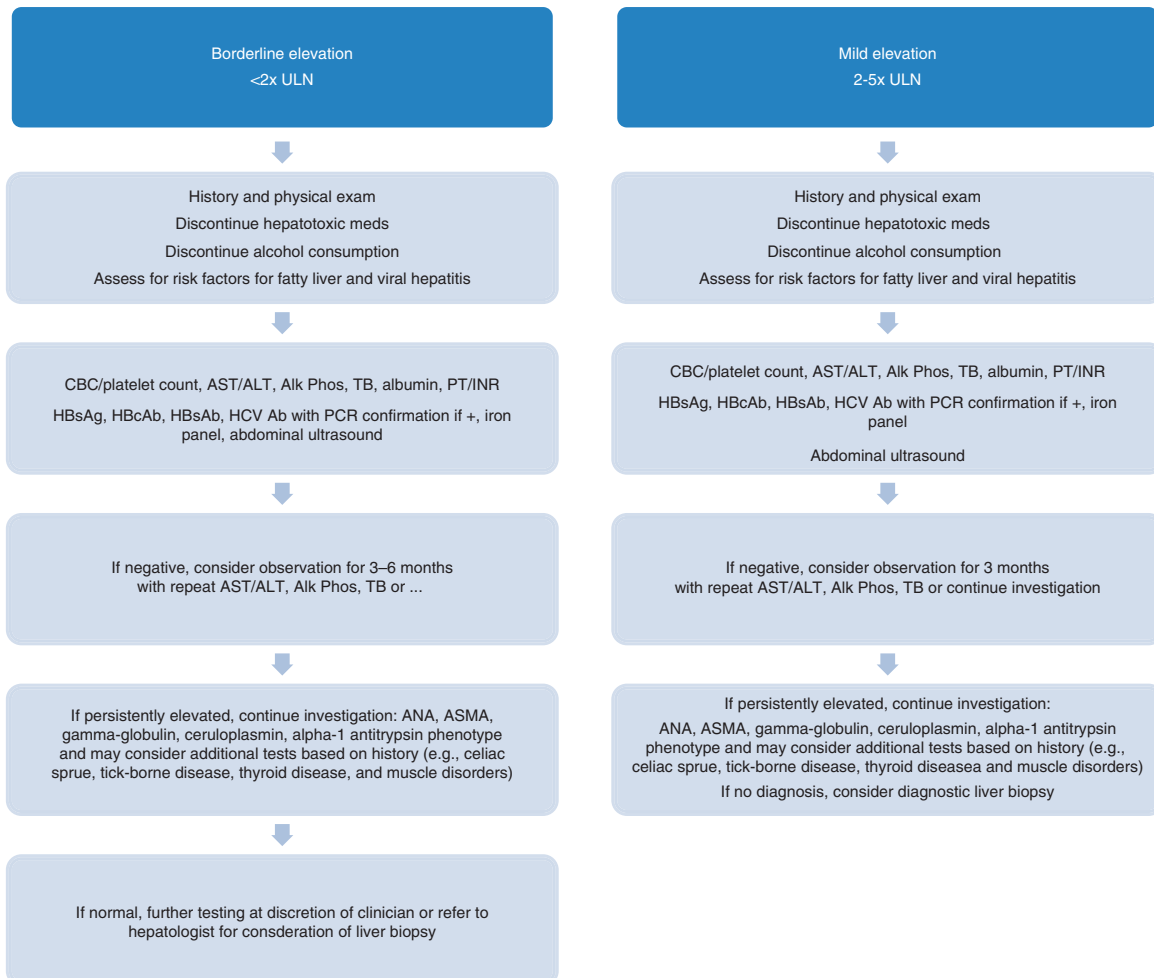 Borderline elevation
<2x ULN
History and physical exam
Discontinue hepatotoxic meds
Discontinue alcohol consumption
Assess for risk factors for fatty liver and viral hepatitis
CBC/platelet count, AST/ALT, Alk Phos, TB, albumin, PT/INR
HBsAg, HBcAb, HBsAb, HCV Ab with PCR confirmation if +, iron
panel, abdominal ultrasound
If negative, consider observation for 3–6 months
with repeat AST/ALT, Alk Phos, TB or ...
If persistently elevated, continue investigation: ANA, ASMA,
gamma-globulin, ceruloplasmin, alpha-1 antitrypsin phenotype
and may consider additional tests based on history (e.g., celiac
sprue, tick-borne disease, thyroid disease, and muscle disorders)
If normal, further testing at discretion of clinician or refer to
hepatologist for consderation of liver biopsy
Mild elevation
2-5x ULN
History and physical exam
Discontinue hepatotoxic meds
Discontinue alcohol consumption
Assess for risk factors for fatty liver and viral hepatitis
CBC/platelet count, AST/ALT, Alk Phos, TB, albumin, PT/INR
HBsAg, HBcAb, HBsAb, HCV Ab with PCR confirmation if +, iron
panel
Abdominal ultrasound
If negative, consider observation for 3 months
with repeat AST/ALT, Alk Phos, TB or continue investigation
If persistently elevated, continue investigation:
ANA, ASMA, gamma-globulin, ceruloplasmin, alpha-1 antitrypsin
phenotype and may consider additional tests based on history (e.g.,
celiac sprue, tick-borne disease, thyroid diseasea and muscle disorders)
If no diagnosis, consider diagnostic liver biopsy